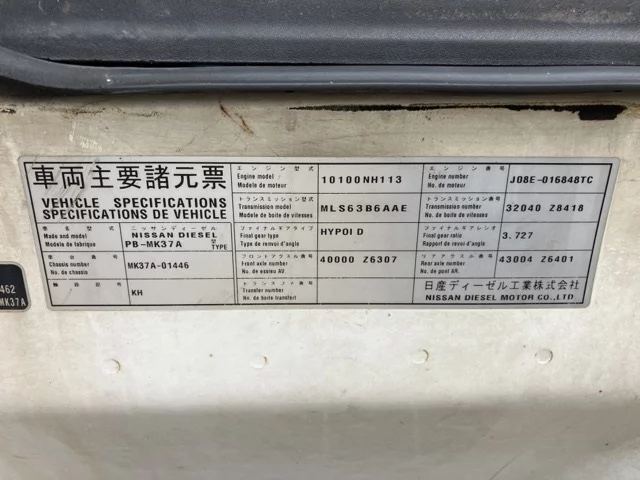 車両主要諸元票
VEHICLE SPECIFICATIONS
SPECIFICATIONS DE VEHICLE
車名型式
Make and model
Modele de fabrique
ニッサンディーゼル
NISSAN DIESEL
PB-MK37A 型 TYPE
車台番号
Chassis number
No. de chassis
MK37A-01446
KH
エンジン型式
Engine model
Modele de moteur
10100NH113
エンジン番号
Engine number
No. de moteur
J08E-016848TC
トランスミッション型式
Transmission model
Modele de boite de vitesses
MLS63B6AAE
トランスミッション番号
Transmission number
No. de boite de vitesses
32040 Z8418
ファイナルギアタイプ
Final gear type
Type de renvoi d'angle
HYPOID
ファイナルギアレシオ
Final gear ratio
Rapport de renvoi d'angle
3.727
フロントアクスル番号
Front axle number
No. de essieu AV.
40000 Z6307
リアアクスル番号
Rear axle number
No. de pont AR.
43004 Z6401
トランスファ番号
Transfer number
No. de boite transfert
日産ディーゼル工業株式会社
NISSAN DIESEL MOTOR CO.,LTD.
462
MK37A